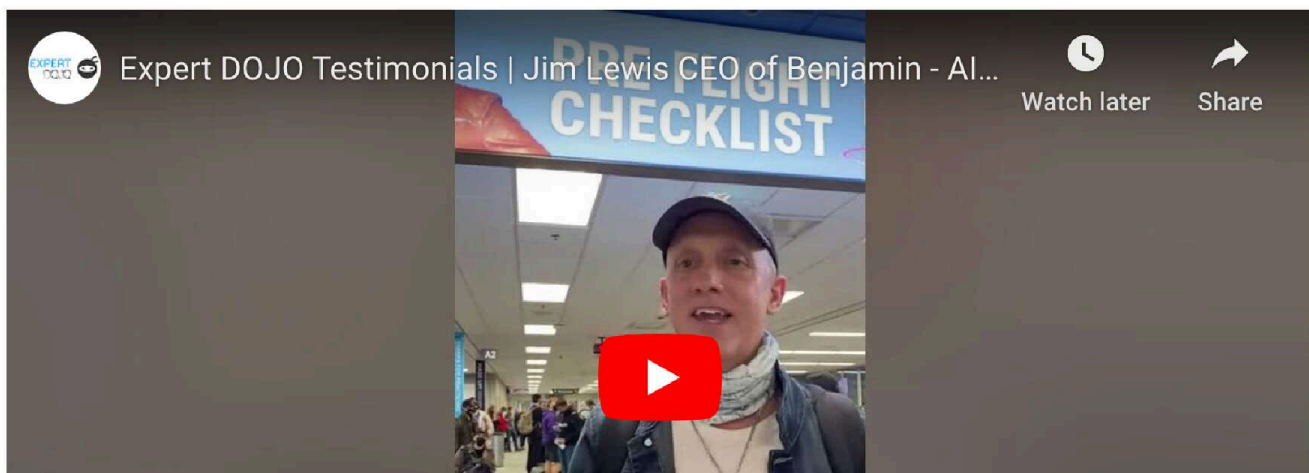 EXPERT
DOJO
Expert DOJO Testimonials | Jim Lewis CEO of Benjamin - AI...
Watch later
Share
PRE-FLIGHT
CHECKLIST
A2